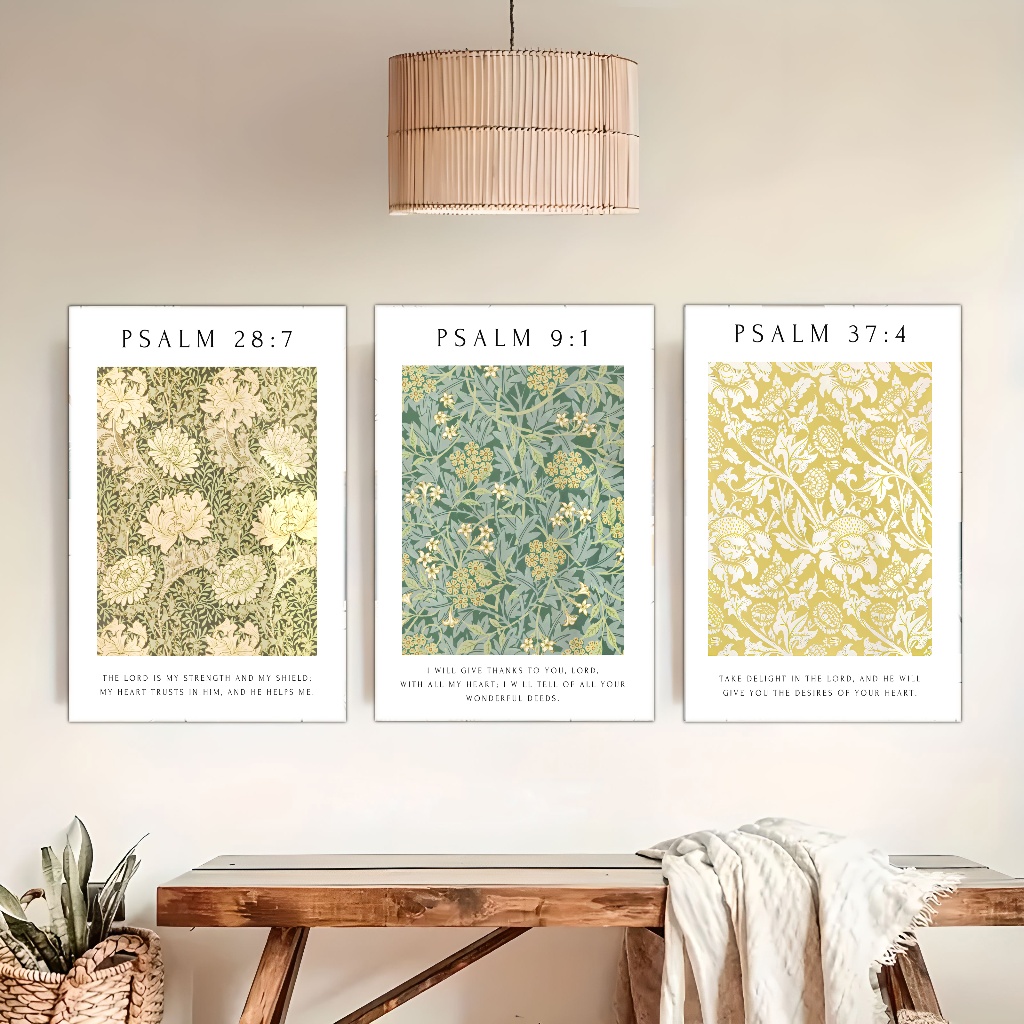 PSALM 28:7
THE LORD IS MY STRENGTH AND MY SHIELD;
MY HEART TRUSTS IN HIM, AND HE HELPS ME.
PSALM 9:1
I WILL GIVE THANKS TO YOU, LORD,
WITH ALL MY HEART; I WILL TELL OF ALL YOUR
WONDERFUL DEEDS.
PSALM 37:4
TAKE DELIGHT IN THE LORD, AND HE WILL
GIVE YOU THE DESIRES OF YOUR HEART.